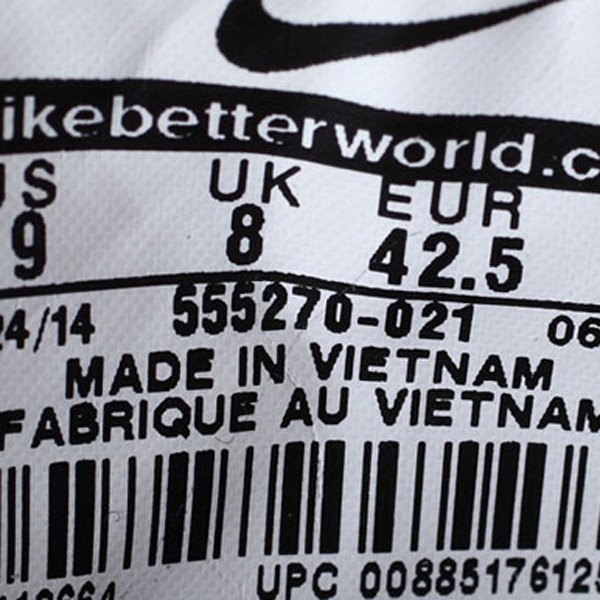 ikebetterworld.c
US UK EUR
9 8 42.5
24/14 555270-021 06
MADE IN VIETNAM
FABRIQUE AU VIETNAM
UPC 0088517612